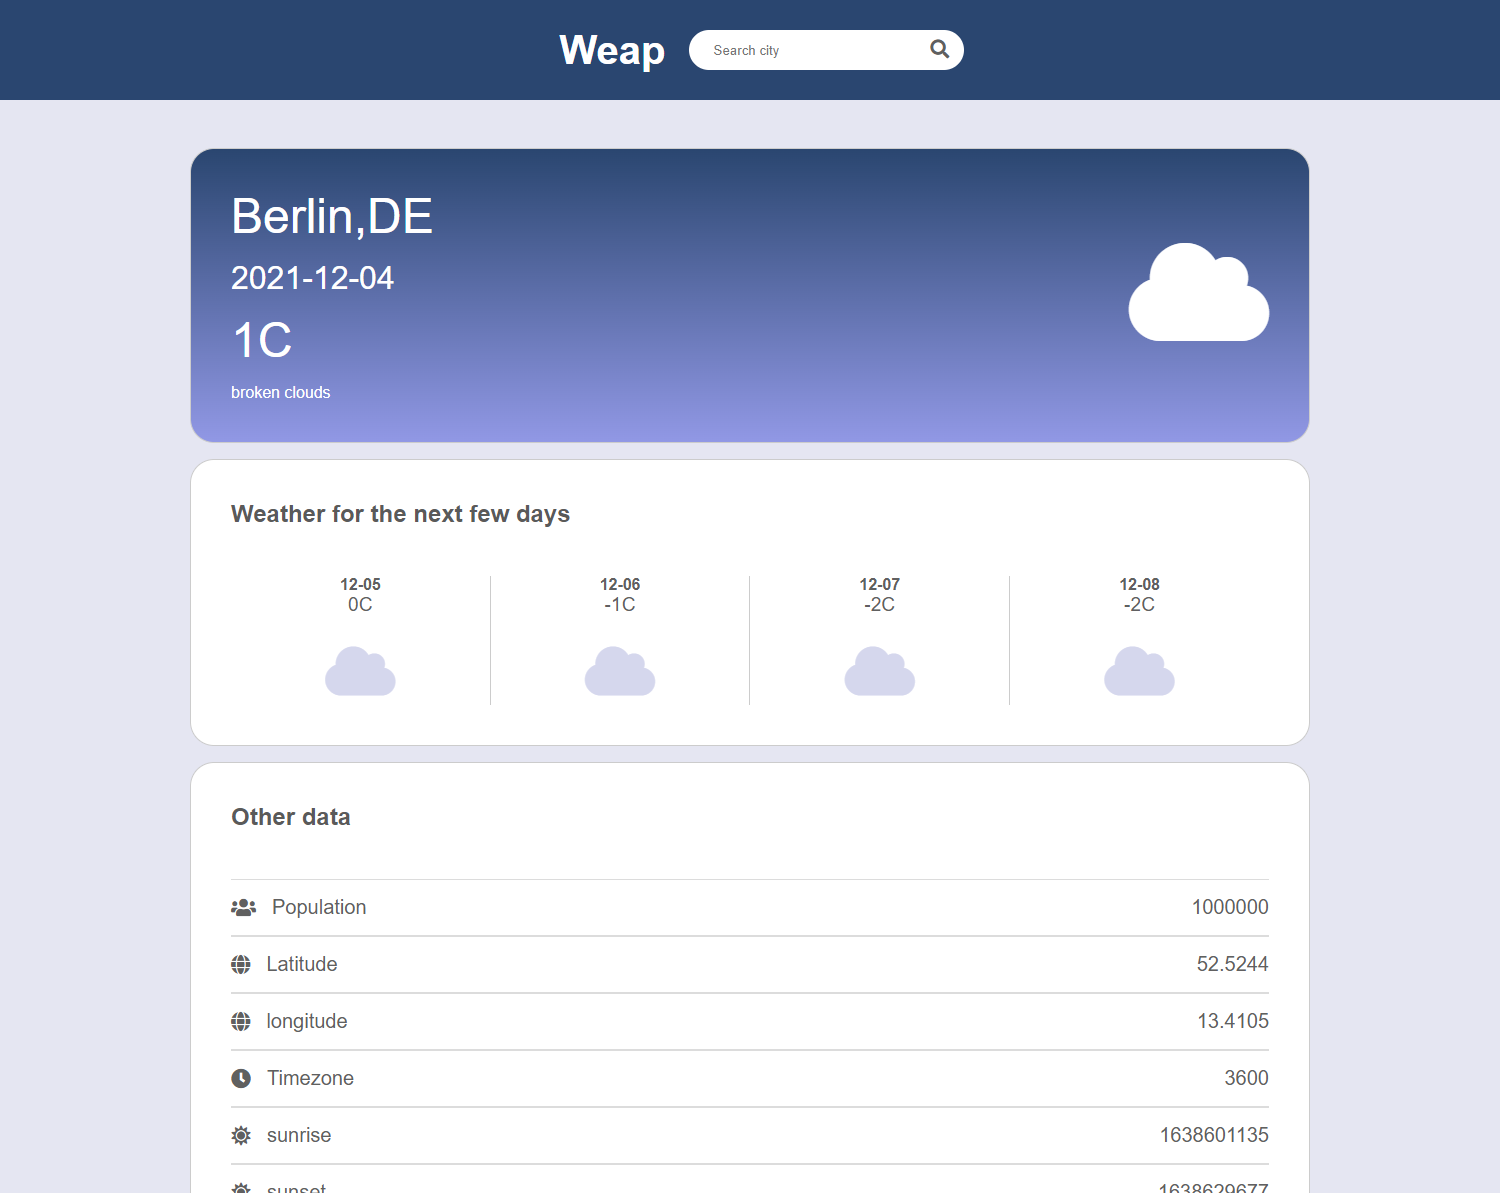 Weap
Search city
Berlin,DE
2021-12-04
1C
broken clouds
Weather for the next few days
12-05 12-06 12-07 12-08
0C -1C -2C -2C
Other data
Population 1000000
Latitude 52.5244
longitude 13.4105
Timezone 3600
sunrise 1638601135
sunset 1638629677